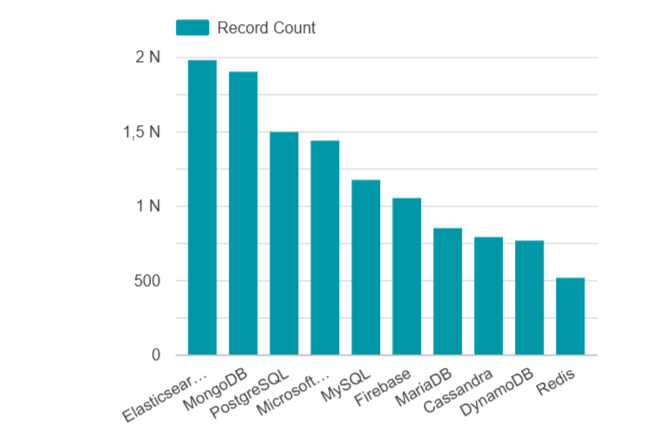 Record Count
2 N
1,5 N
1 N
500
0
Elasticsear...
MongoDB
PostgreSQL
Microsoft...
MySQL
Firebase
MariaDB
Cassandra
DynamoDB
Redis